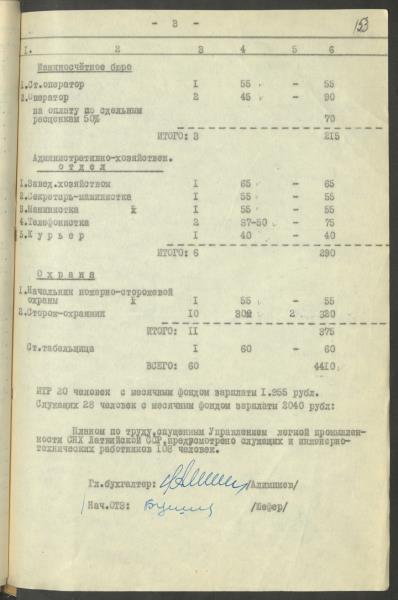 - 3 -
153
I. 2 3 4 5 6
Машиносчётное бюро
1.Ст.оператор I 55 - 55
2.Оператор 2 45 - 90
на оплату по сдельным
расценкам 50% 70
ИТОГО: 3 215
Административно-хозяйствен.
отдел
1.Завед.хозяйством I 65 - 65
2.Секретарь-машинистка I 55 - 55
3.Машинистка I 55 - 55
4.Телефонистка 2 37-50 - 75
5.Курьер I 40 - 40
ИТОГО: 6 290
Охрана
1.Начальник пожарно-сторожевой
охраны I 55 - 55
2.Сторож-охранник 10 2 320
ИТОГО: II 375
Ст.табельщица I 60 - 60
ВСЕГО: 60 4410.
ИТР 20 человек с месячным фондом зарплаты I.955 рубл.
Служащих 28 человек с месячным фондом зарплаты 2040 рубл:
Планом по труду,спущенным Управлением легкой промышлен-
ности СНХ Латвийской ССР,предусмотрено служащих и инженерно-
технических работников 108 человек.
Гл.бухгалтер: /Алиминов/
Нач.ОТЗ: /Шефер/